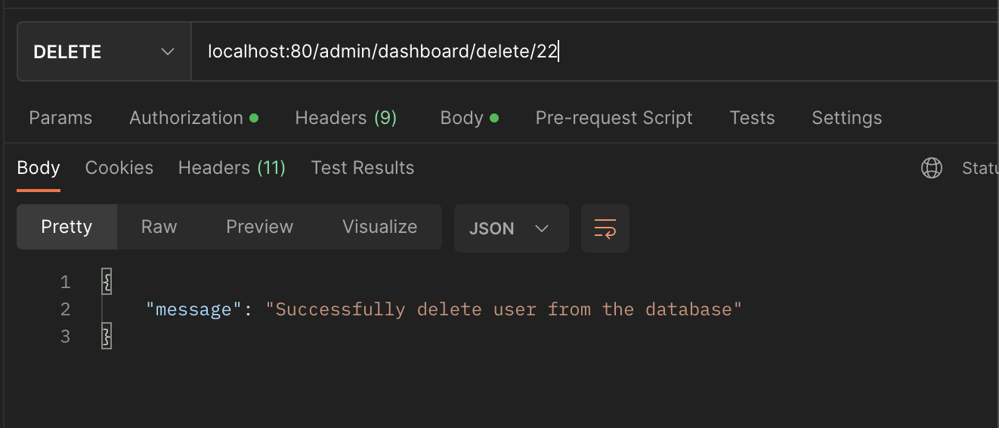 DELETE localhost:80/admin/dashboard/delete/22
Params Authorization Headers (9) Body Pre-request Script Tests Settings
Body Cookies Headers (11) Test Results Statu
Pretty Raw Preview Visualize JSON
1 {
2 "message": "Successfully delete user from the database"
3 }